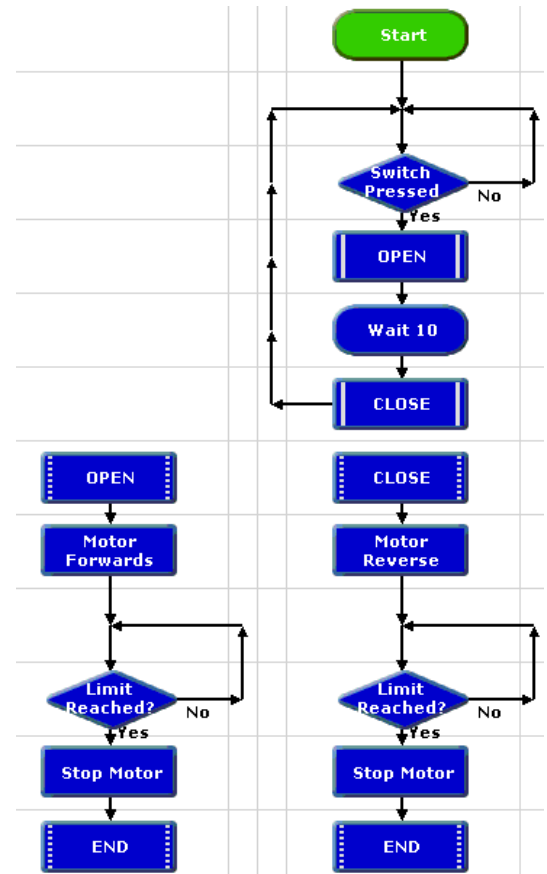 Start
Switch
Pressed
No
Yes
OPEN
Wait 10
CLOSE
OPEN
Motor
Forwards
Limit
Reached?
No
Yes
Stop Motor
END
CLOSE
Motor
Reverse
Limit
Reached?
No
Yes
Stop Motor
END